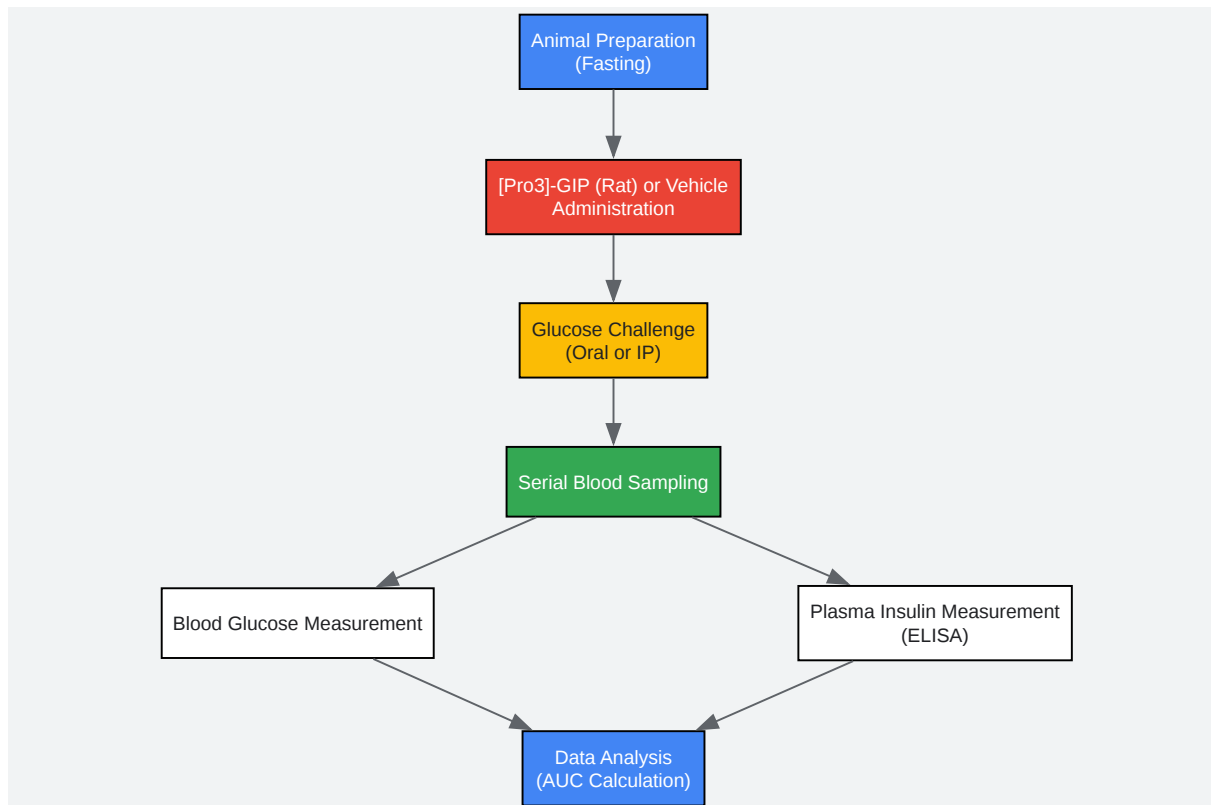 Animal Preparation
(Fasting)
[Pro3]-GIP (Rat) or Vehicle
Administration
Glucose Challenge
(Oral or IP)
Serial Blood Sampling
Blood Glucose Measurement
Plasma Insulin Measurement
(ELISA)
Data Analysis
(AUC Calculation)